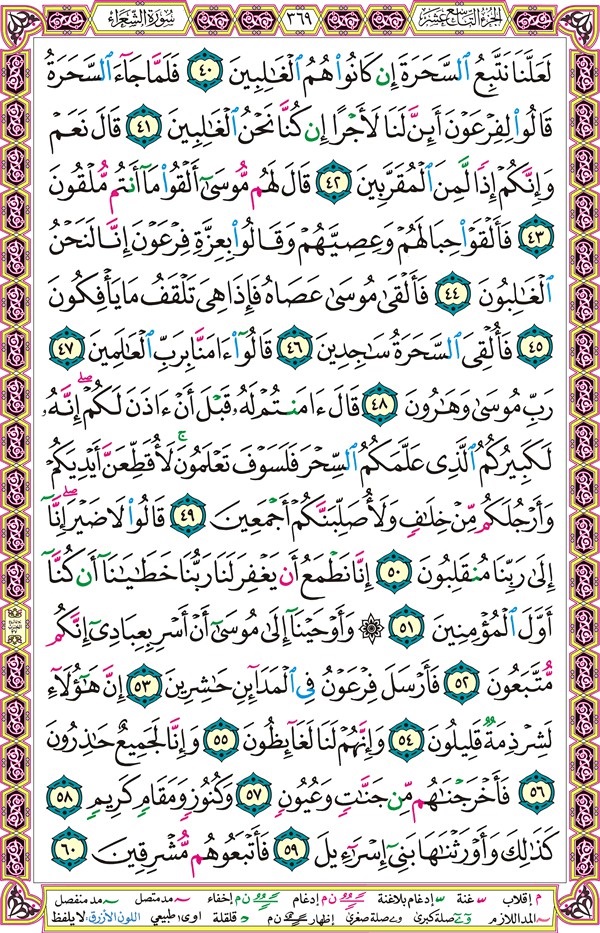 الجزء التاسع عشر ٣٦٩ سورة الشعراء
لَعَلَّنَا نَتَّبِعُ ٱلسَّحَرَةَ إِن كَانُوا۟ هُمُ ٱلْغَـٰلِبِينَ ٤٠ فَلَمَّا جَآءَ ٱلسَّحَرَةُ
قَالُوا۟ لِفِرْعَوْنَ أَئِنَّ لَنَا لَأَجْرًا إِن كُنَّا نَحْنُ ٱلْغَـٰلِبِينَ ٤١ قَالَ نَعَمْ
وَإِنَّكُمْ إِذًا لَّمِنَ ٱلْمُقَرَّبِينَ ٤٢ قَالَ لَهُم مُّوسَىٰٓ أَلْقُوا۟ مَآ أَنتُم مُّلْقُونَ
٤٣ فَأَلْقَوْا۟ حِبَالَهُمْ وَعِصِيَّهُمْ وَقَالُوا۟ بِعِزَّةِ فِرْعَوْنَ إِنَّا لَنَحْنُ
ٱلْغَـٰلِبُونَ ٤٤ فَأَلْقَىٰ مُوسَىٰ عَصَاهُ فَإِذَا هِىَ تَلْقَفُ مَا يَأْفِكُونَ
٤٥ فَأُلْقِىَ ٱلسَّحَرَةُ سَـٰجِدِينَ ٤٦ قَالُوٓا۟ ءَامَنَّا بِرَبِّ ٱلْعَـٰلَمِينَ ٤٧
رَبِّ مُوسَىٰ وَهَـٰرُونَ ٤٨ قَالَ ءَامَنتُمْ لَهُۥ قَبْلَ أَنْ ءَاذَنَ لَكُمْ ۖ إِنَّهُۥ
لَكَبِيرُكُمُ ٱلَّذِى عَلَّمَكُمُ ٱلسِّحْرَ فَلَسَوْفَ تَعْلَمُونَ ۚ لَأُقَطِّعَنَّ أَيْدِيَكُمْ
وَأَرْجُلَكُم مِّنْ خِلَـٰفٍ وَلَأُصَلِّبَنَّكُمْ أَجْمَعِينَ ٤٩ قَالُوا۟ لَا ضَيْرَ ۖ إِنَّآ
إِلَىٰ رَبِّنَا مُنقَلِبُونَ ٥٠ إِنَّا نَطْمَعُ أَن يَغْفِرَ لَنَا رَبُّنَا خَطَـٰيَـٰنَآ أَن كُنَّآ
أَوَّلَ ٱلْمُؤْمِنِينَ ٥١ ۞ وَأَوْحَيْنَآ إِلَىٰ مُوسَىٰٓ أَنْ أَسْرِ بِعِبَادِىٓ إِنَّكُم
مُّتَّبَعُونَ ٥٢ فَأَرْسَلَ فِرْعَوْنُ فِى ٱلْمَدَآئِنِ حَـٰشِرِينَ ٥٣ إِنَّ هَـٰٓؤُلَآءِ
لَشِرْذِمَةٌ قَلِيلُونَ ٥٤ وَإِنَّهُمْ لَنَا لَغَآئِظُونَ ٥٥ وَإِنَّا لَجَمِيعٌ حَـٰذِرُونَ
٥٦ فَأَخْرَجْنَـٰهُم مِّن جَنَّـٰتٍ وَعُيُونٍ ٥٧ وَكُنُوزٍ وَمَقَامٍ كَرِيمٍ ٥٨
كَذَٰلِكَ وَأَوْرَثْنَـٰهَا بَنِىٓ إِسْرَٰٓءِيلَ ٥٩ فَأَتْبَعُوهُم مُّشْرِقِينَ ٦٠
إقلاب غنة إدغام بلاغنة إدغام إخفاء مد متصل مد منفصل
المد اللازم صلة كبرى صلة صغرى إظهار قلقلة طبيعي اللون الأزرق: لا يلفظ